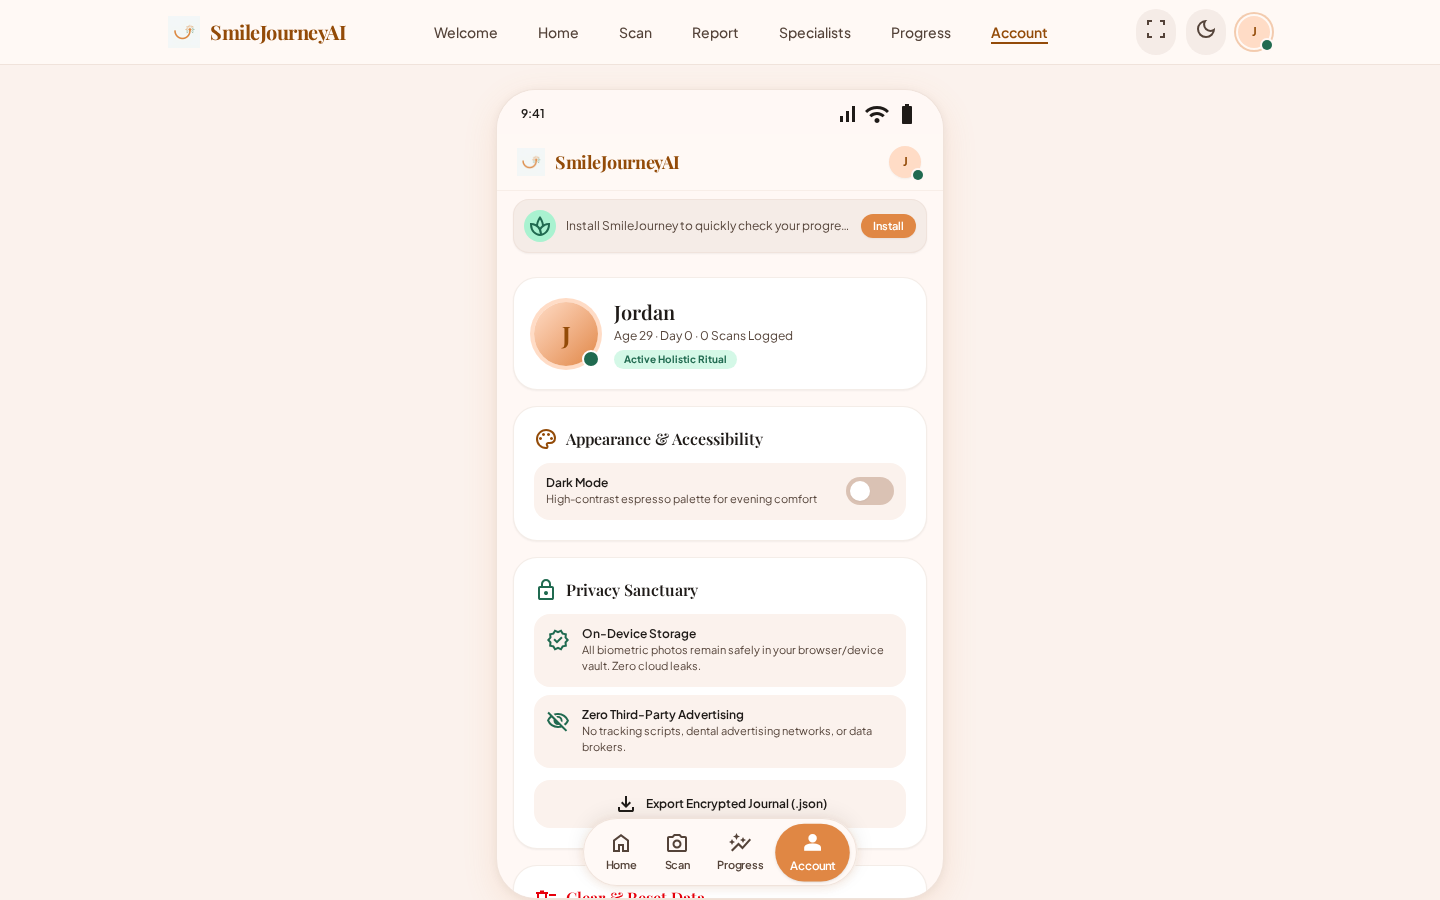 SmileJourneyAI
Welcome
Home
Scan
Report
Specialists
Progress
Account
J
9:41
SmileJourneyAI
J
Install SmileJourney to quickly check your progre...
Install
J
Jordan
Age 29 · Day 0 · 0 Scans Logged
Active Holistic Ritual
Appearance & Accessibility
Dark Mode
High-contrast espresso palette for evening comfort
Privacy Sanctuary
On-Device Storage
All biometric photos remain safely in your browser/device
vault. Zero cloud leaks.
Zero Third-Party Advertising
No tracking scripts, dental advertising networks, or data
brokers.
Export Encrypted Journal (.json)
Home
Scan
Progress
Account
Clear & Reset Data